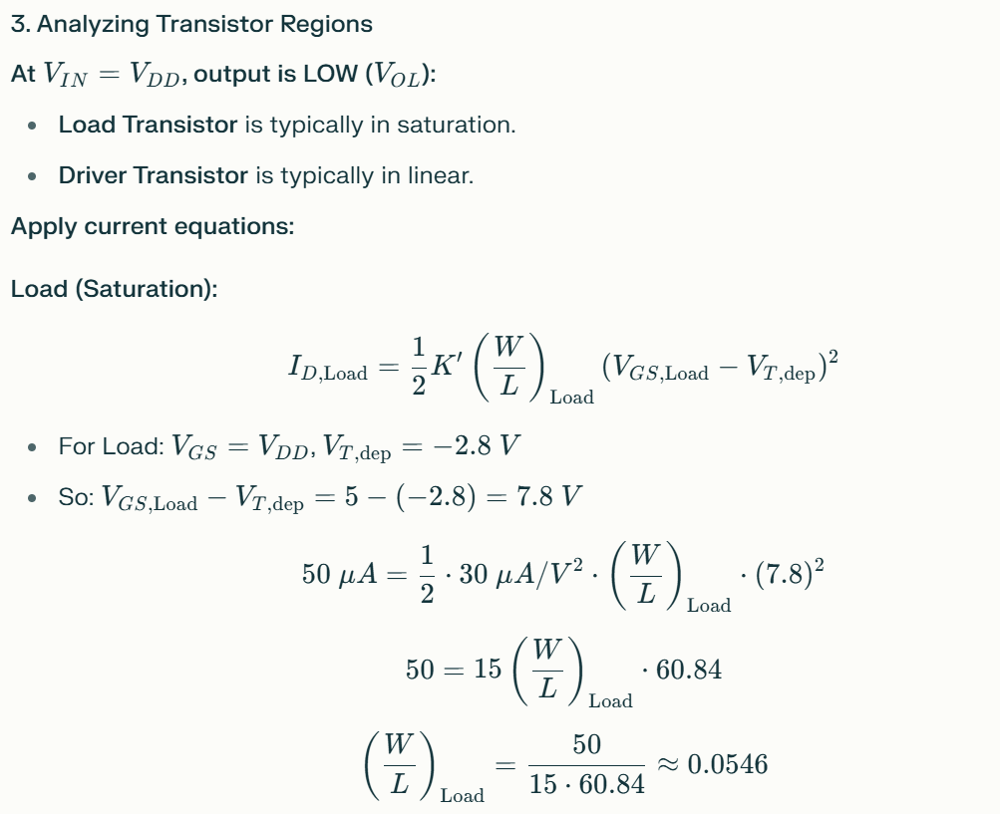 3. Analyzing Transistor Regions
At $V_{IN} = V_{DD}$, output is LOW ($V_{OL}$):
• Load Transistor is typically in saturation.
• Driver Transistor is typically in linear.
Apply current equations:
Load (Saturation):
$I_{D,\text{Load}} = \frac{1}{2} K' \left(\frac{W}{L}\right)_{\text{Load}} (V_{GS,\text{Load}} - V_{T,\text{dep}})^2$
• For Load: $V_{GS} = V_{DD}, V_{T,\text{dep}} = -2.8\ V$
• So: $V_{GS,\text{Load}} - V_{T,\text{dep}} = 5 - (-2.8) = 7.8\ V$
$50\ \mu A = \frac{1}{2} \cdot 30\ \mu A/V^2 \cdot \left(\frac{W}{L}\right)_{\text{Load}} \cdot (7.8)^2$
$50 = 15 \left(\frac{W}{L}\right)_{\text{Load}} \cdot 60.84$
$\left(\frac{W}{L}\right)_{\text{Load}} = \frac{50}{15 \cdot 60.84} \approx 0.0546$